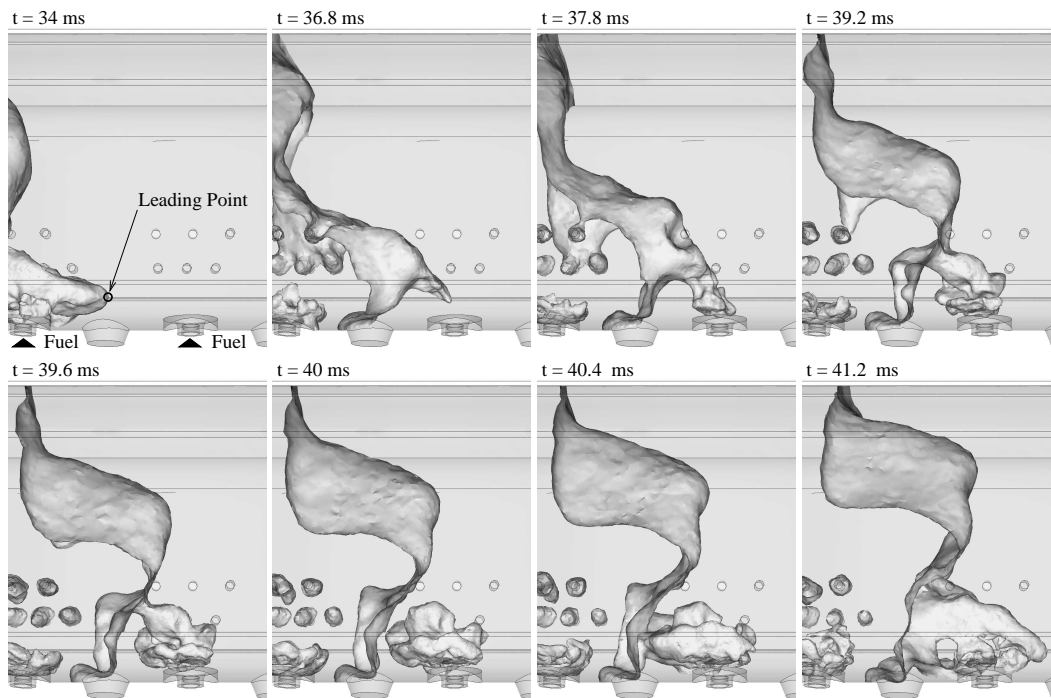 t = 34 ms
t = 36.8 ms
t = 37.8 ms
t = 39.2 ms
Leading Point
Fuel
Fuel
t = 39.6 ms
t = 40 ms
t = 40.4 ms
t = 41.2 ms